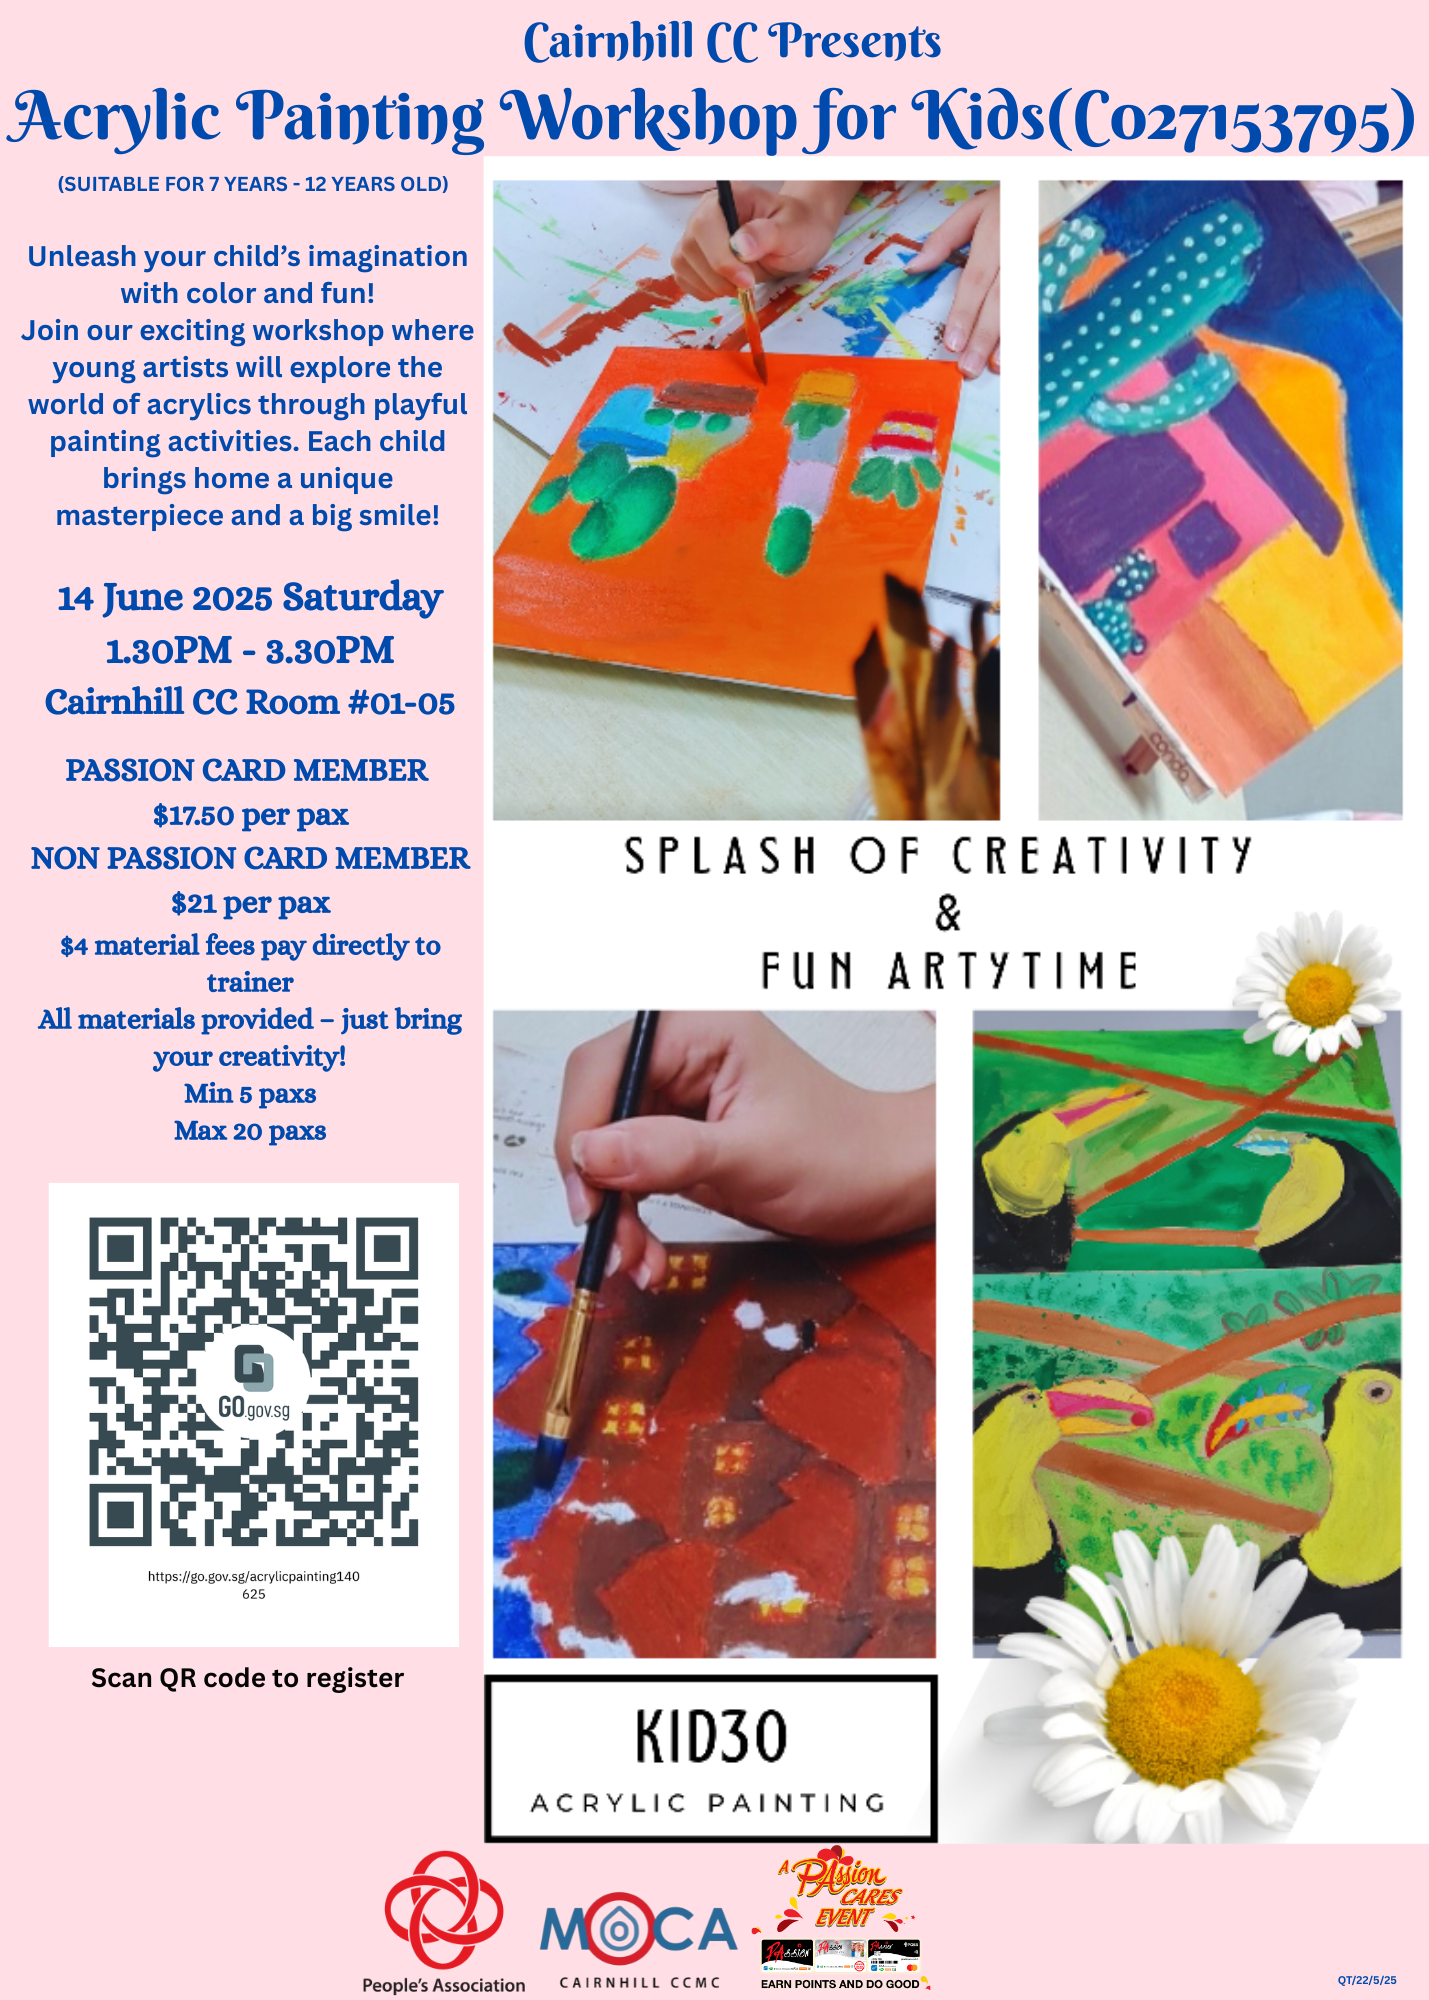 Cairnhill CC Presents
Acrylic Painting Workshop for Kids(C027153795)
(SUITABLE FOR 7 YEARS - 12 YEARS OLD)
Unleash your child's imagination
with color and fun!
Join our exciting workshop where
young artists will explore the
world of acrylics through playful
painting activities. Each child
brings home a unique
masterpiece and a big smile!
14 June 2025 Saturday
1.30PM - 3.30PM
Cairnhill CC Room #01-05
PASSION CARD MEMBER
$17.50 per pax
NON PASSION CARD MEMBER
$21 per pax
$4 material fees pay directly to
trainer
All materials provided – just bring
your creativity!
Min 5 paxs
Max 20 paxs
GO.gov.sg
https://go.gov.sg/acrylicpainting140
625
Scan QR code to register
SPLASH OF CREATIVITY
&
FUN ARTYTIME
KID30
ACRYLIC PAINTING
People's Association
MOCA
CAIRNHILL CCMC
A
PAssion
CARES
EVENT
EARN POINTS AND DO GOOD
QT/22/5/25